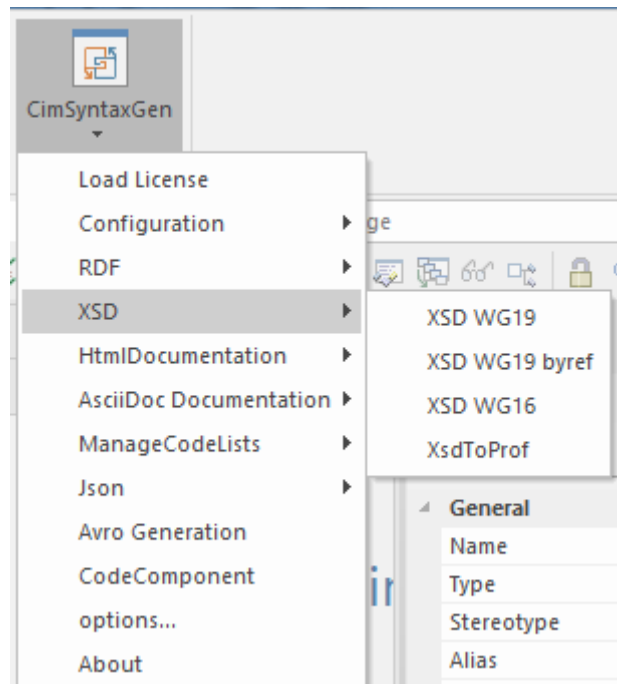 CimSyntaxGen
Load License
Configuration
ge
RDF
XSD
XSD WG19
HtmlDocumentation
XSD WG19 byref
AsciiDoc Documentation
XSD WG16
ManageCodeLists
XsdToProf
Json
General
Avro Generation
Name
CodeComponent
Type
options...
Stereotype
About
Alias